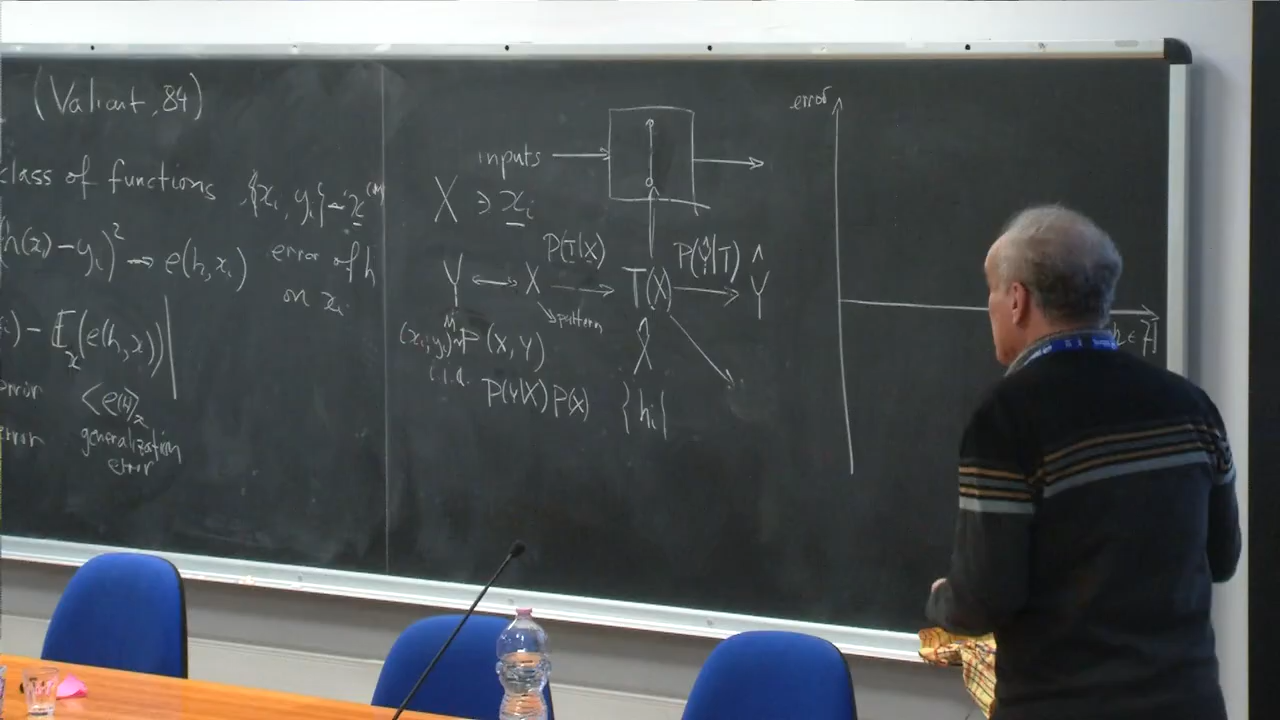 (Valiant, 84)
class of functions {x_i, y_i} ~ x^(m)
(h(x_i) - y_i)^2 → e(h, x_i) error of h
on x_i
) - E_x(e(h, x))|
error <e(h)>_x
error generalization
error
inputs
X ∋ x_i
P(T|X) P(Ŷ|T)
Y ↔ X → T(X) → Ŷ
pattern
(x_i, y_i) ~ P(X, Y) X̂
i.i.d. P(Y|X) P(X) {h_i}
error
h ∈ H